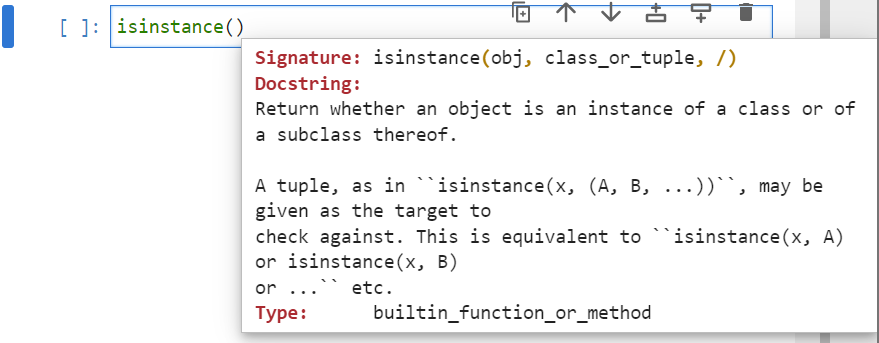 [ ]: isinstance()
Signature: isinstance(obj, class_or_tuple, /)
Docstring:
Return whether an object is an instance of a class or of
a subclass thereof.
A tuple, as in ``isinstance(x, (A, B, ...))``, may be
given as the target to
check against. This is equivalent to ``isinstance(x, A)
or isinstance(x, B)
or ...`` etc.
Type: builtin_function_or_method